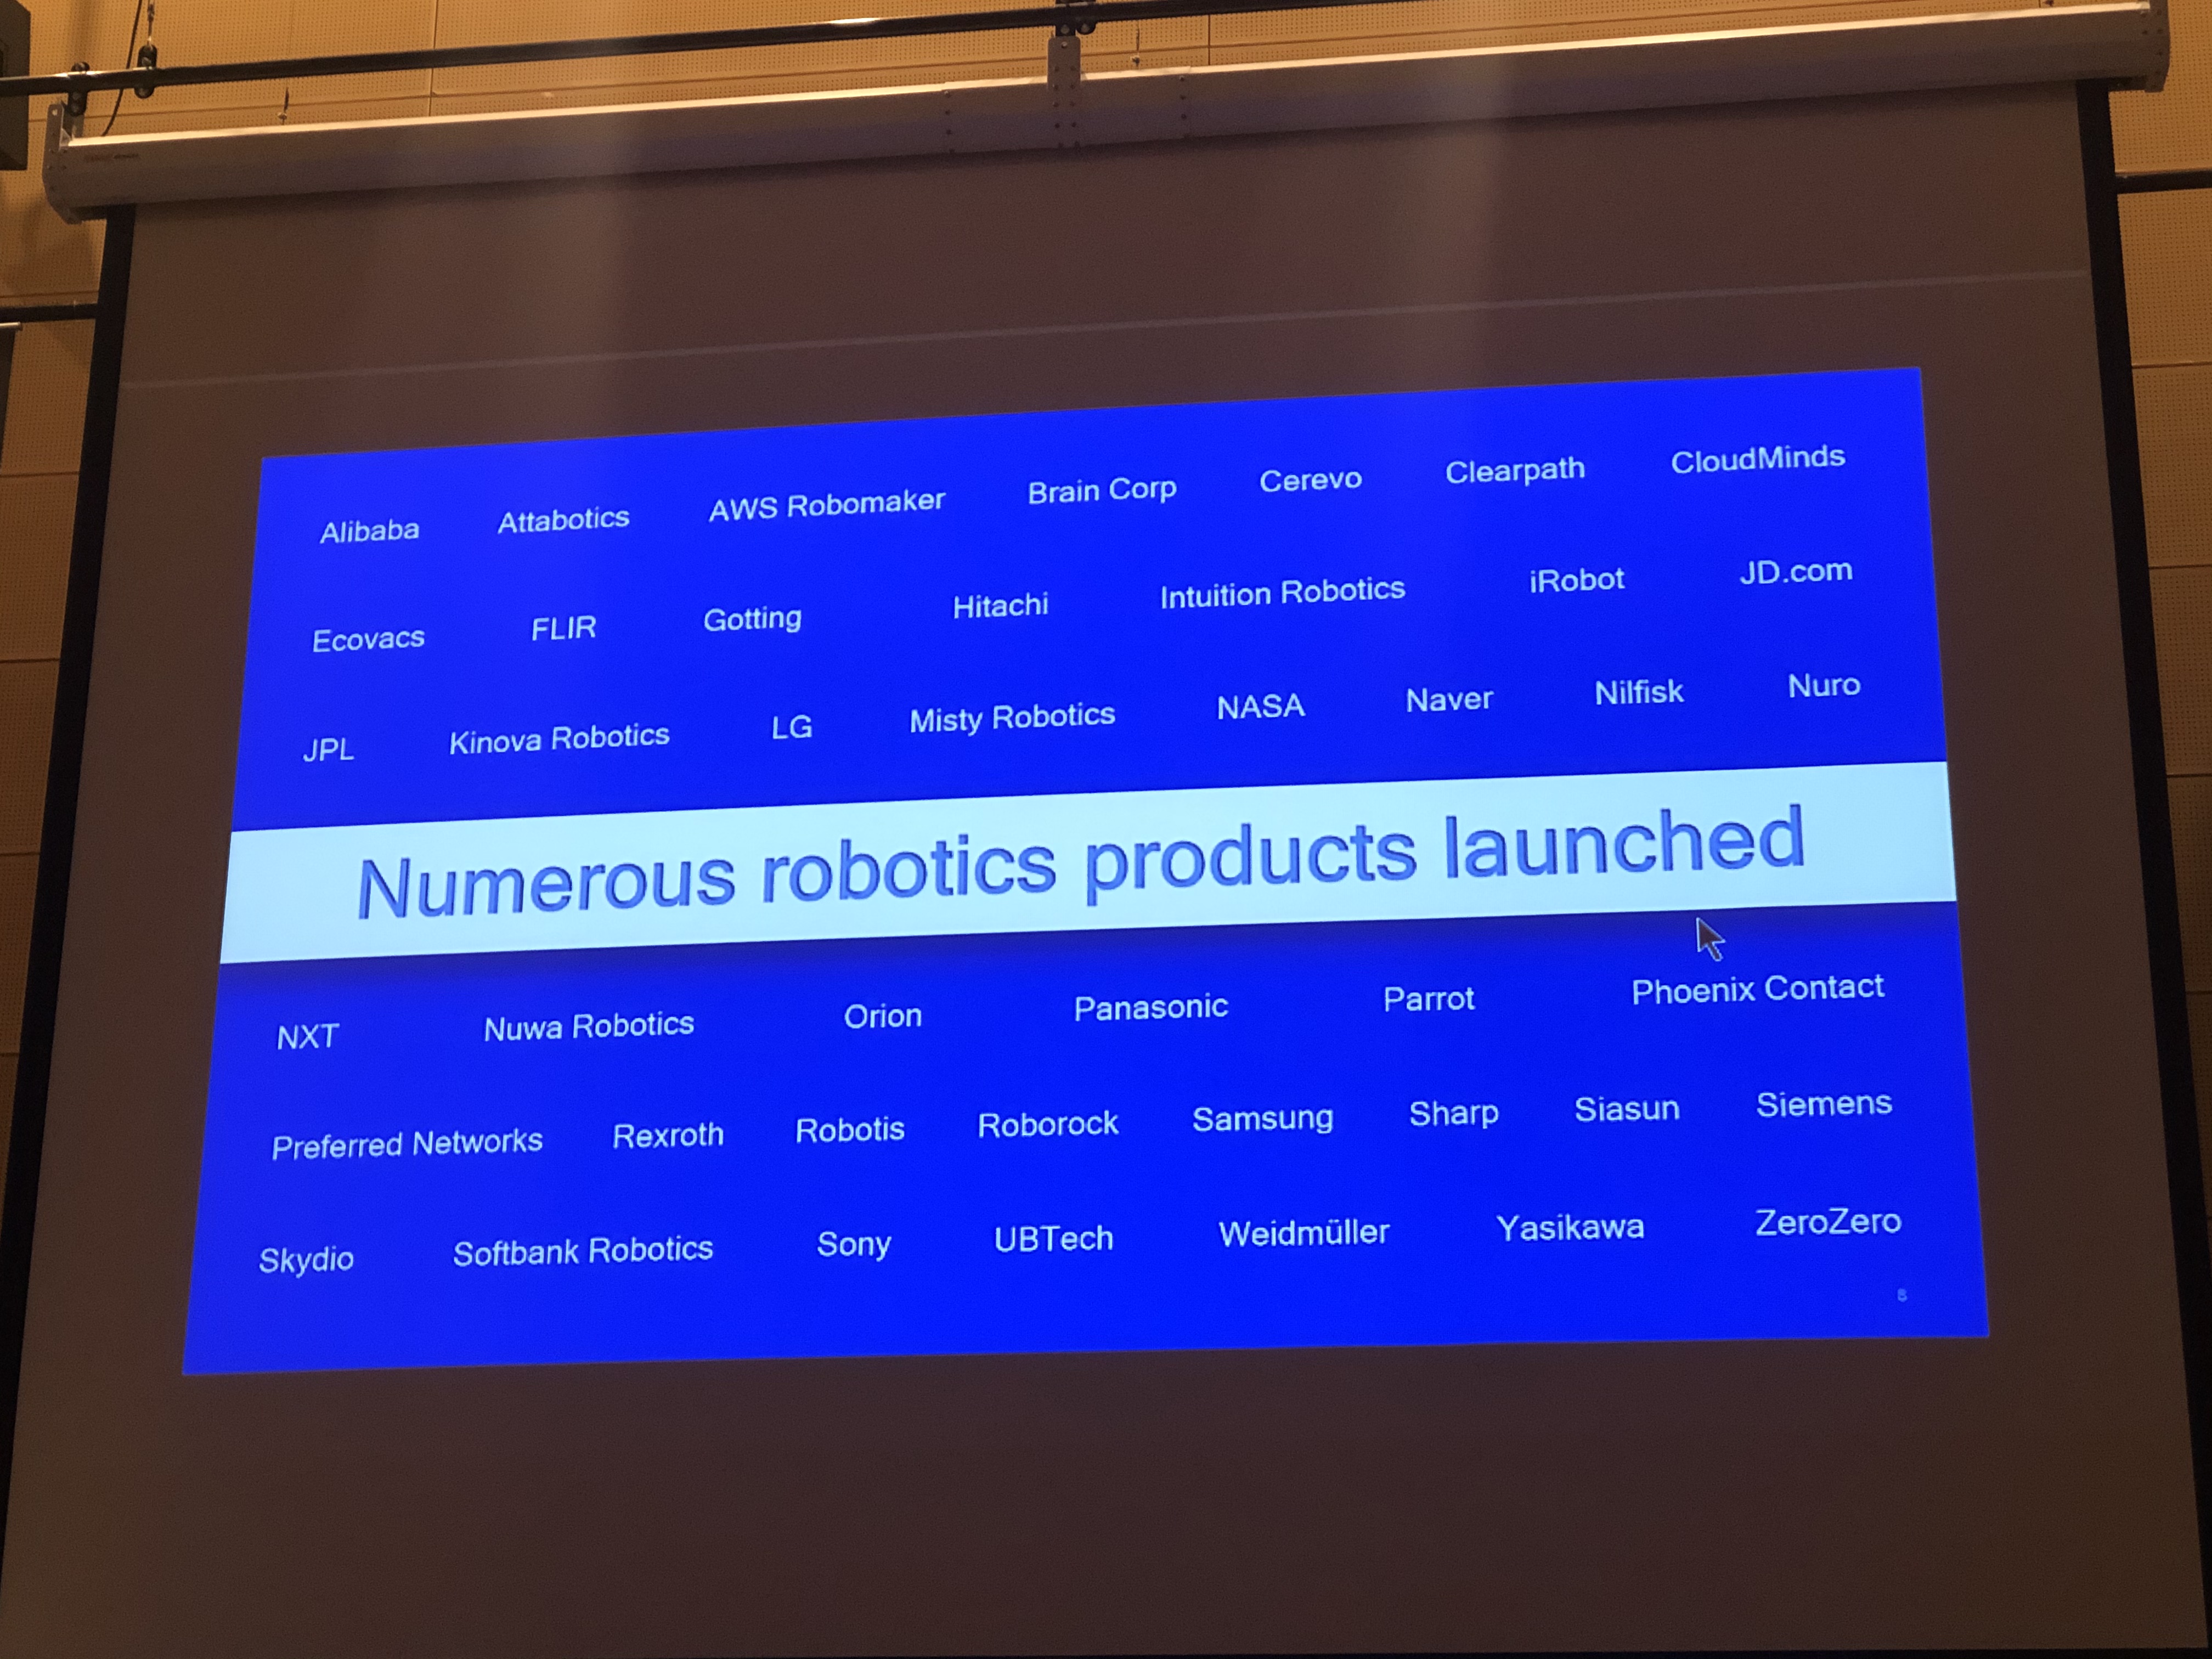 Alibaba Attabotics AWS Robomaker Brain Corp Cerevo Clearpath CloudMinds
Ecovacs FLIR Gotting Hitachi Intuition Robotics iRobot JD.com
JPL Kinova Robotics LG Misty Robotics NASA Naver Nilfisk Nuro
Numerous robotics products launched
NXT Nuwa Robotics Orion Panasonic Parrot Phoenix Contact
Preferred Networks Rexroth Robotis Roborock Samsung Sharp Siasun Siemens
Skydio Softbank Robotics Sony UBTech Weidmüller Yasikawa ZeroZero